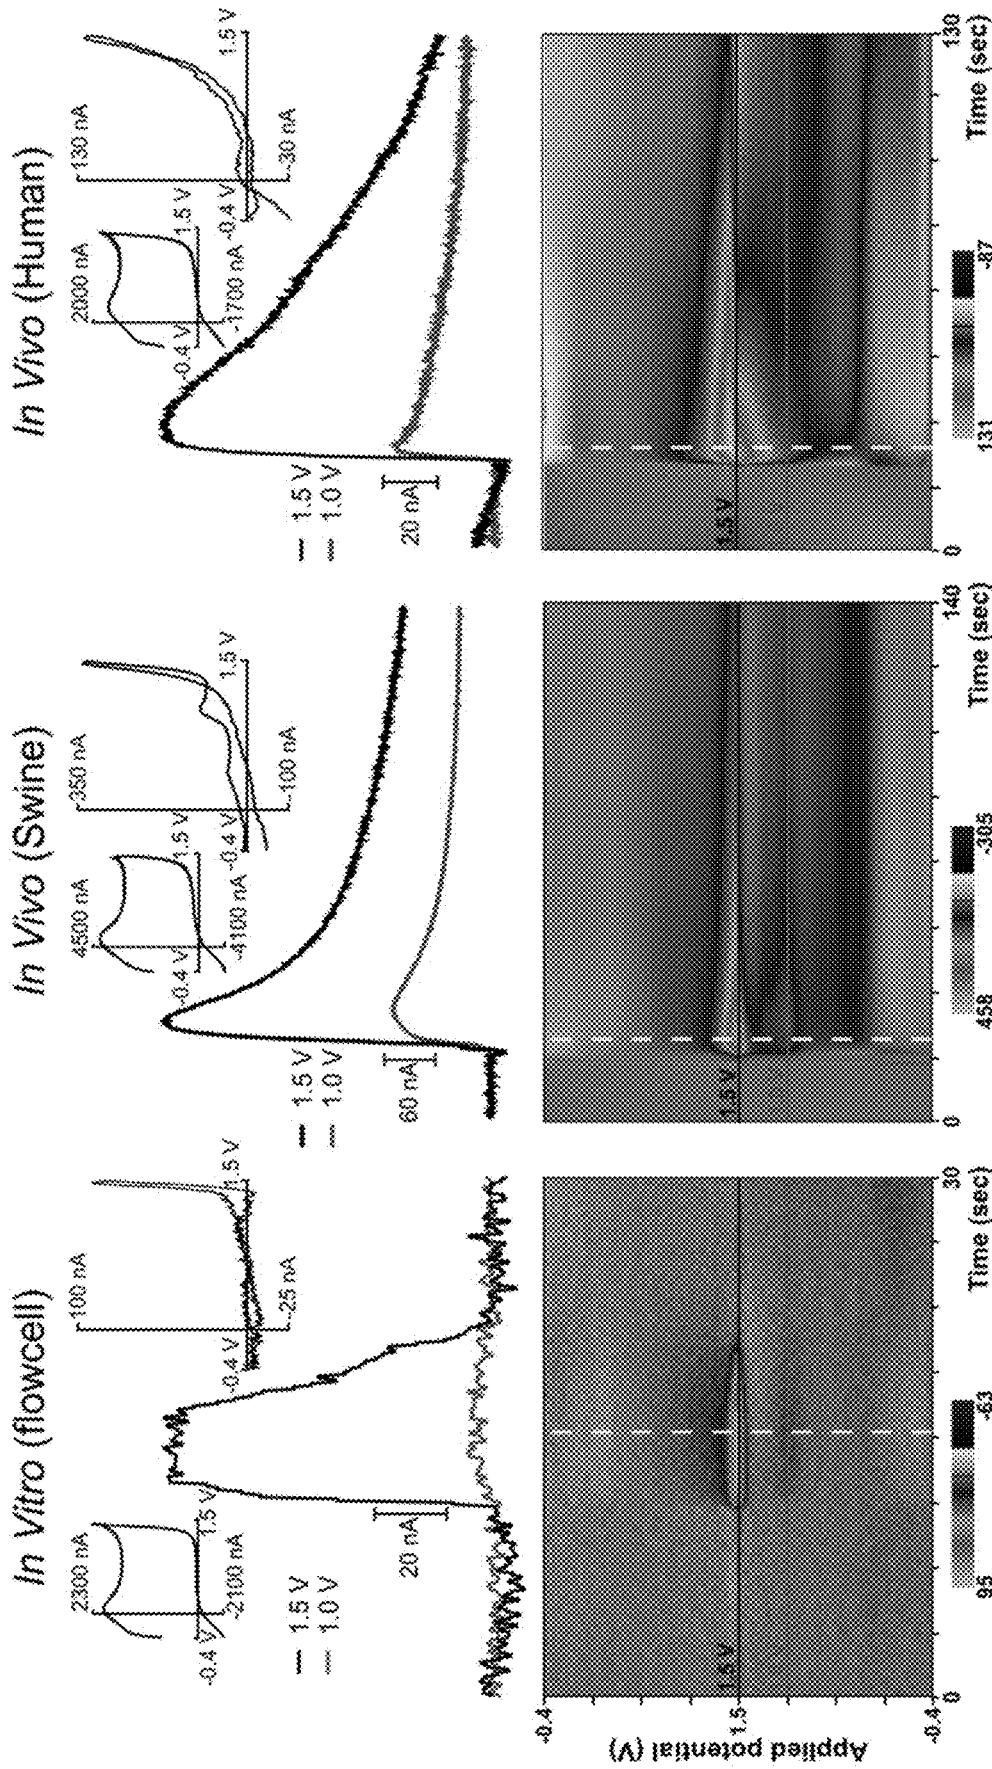 In Vitro (flowcell)
2300 nA
1.5 V
-0.4 V
-2100 nA
100 nA
1.5 V
-0.4 V
-25 nA
1.5 V
1.0 V
20 nA
In Vivo (Swine)
4500 nA
1.5 V
-0.4 V
-4100 nA
350 nA
1.5 V
-0.4 V
-100 nA
1.5 V
1.0 V
60 nA
In Vivo (Human)
2000 nA
1.5 V
-0.4 V
-1700 nA
130 nA
1.5 V
-0.4 V
-30 nA
1.5 V
1.0 V
20 nA
Applied potential (V)
-0.4
1.5
-0.4
1.5 V
0
30
Time (sec)
95
-63
1.5 V
0
140
Time (sec)
458
-305
1.5 V
0
130
Time (sec)
131
-87